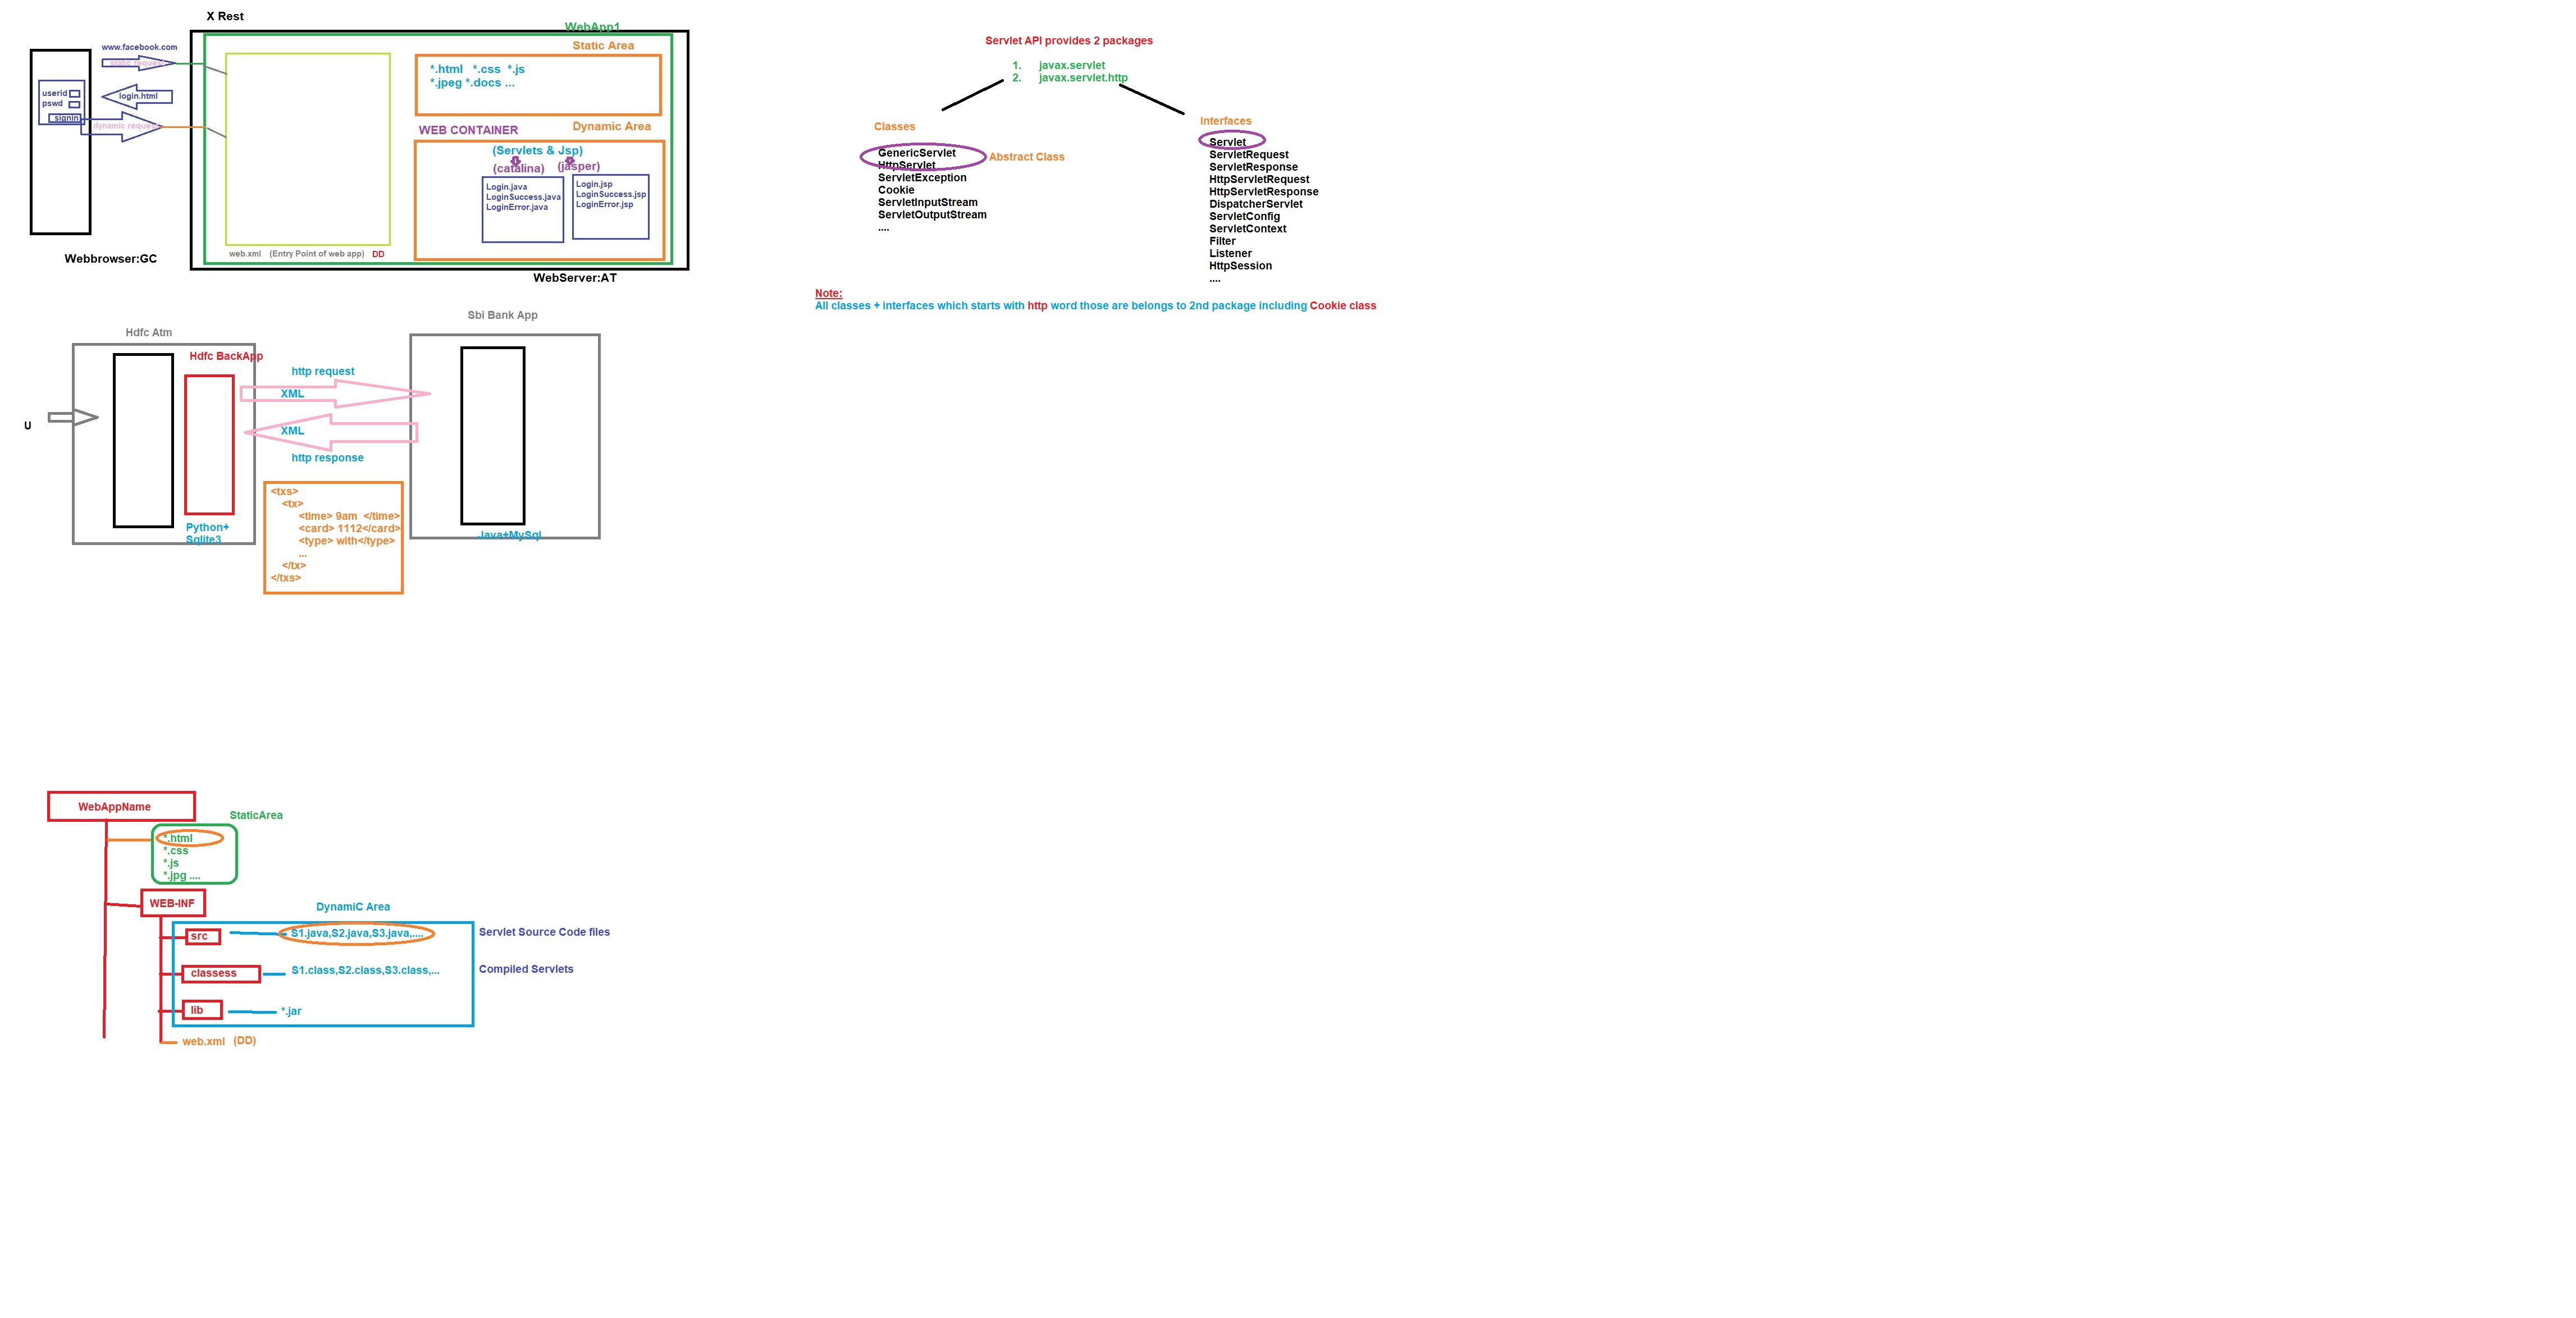 X Rest
WebApp1
www.facebook.com
Static Area
static request
*.html *.css *.js
*.jpeg *.docs ...
userid
pswd
login.html
signin
dynamic request
WEB CONTAINER
Dynamic Area
(Servlets & Jsp)
(catalina) (jasper)
Login.java
LoginSuccess.java
LoginError.java
Login.jsp
LoginSuccess.jsp
LoginError.jsp
web.xml (Entry Point of web app) DD
Webbrowser:GC
WebServer:AT
Servlet API provides 2 packages
1. javax.servlet
2. javax.servlet.http
Classes
GenericServlet
HttpServlet
Abstract Class
ServletException
Cookie
ServletInputStream
ServletOutputStream
....
Interfaces
Servlet
ServletRequest
ServletResponse
HttpServletRequest
HttpServletResponse
DispatcherServlet
ServletConfig
ServletContext
Filter
Listener
HttpSession
....
Note:
All classes + interfaces which starts with http word those are belongs to 2nd package including Cookie class
Hdfc Atm
Sbi Bank App
Hdfc BackApp
http request
XML
U
XML
http response
Python+
Sqlite3
Java+MySql
<txs>
<tx>
<time> 9am </time>
<card> 1112</card>
<type> with</type>
...
</tx>
</txs>
WebAppName
StaticArea
*.html
*.css
*.js
*.jpg ....
WEB-INF
DynamiC Area
src
S1.java,S2.java,S3.java,....
Servlet Source Code files
classess
S1.class,S2.class,S3.class,...
Compiled Servlets
lib
*.jar
web.xml (DD)